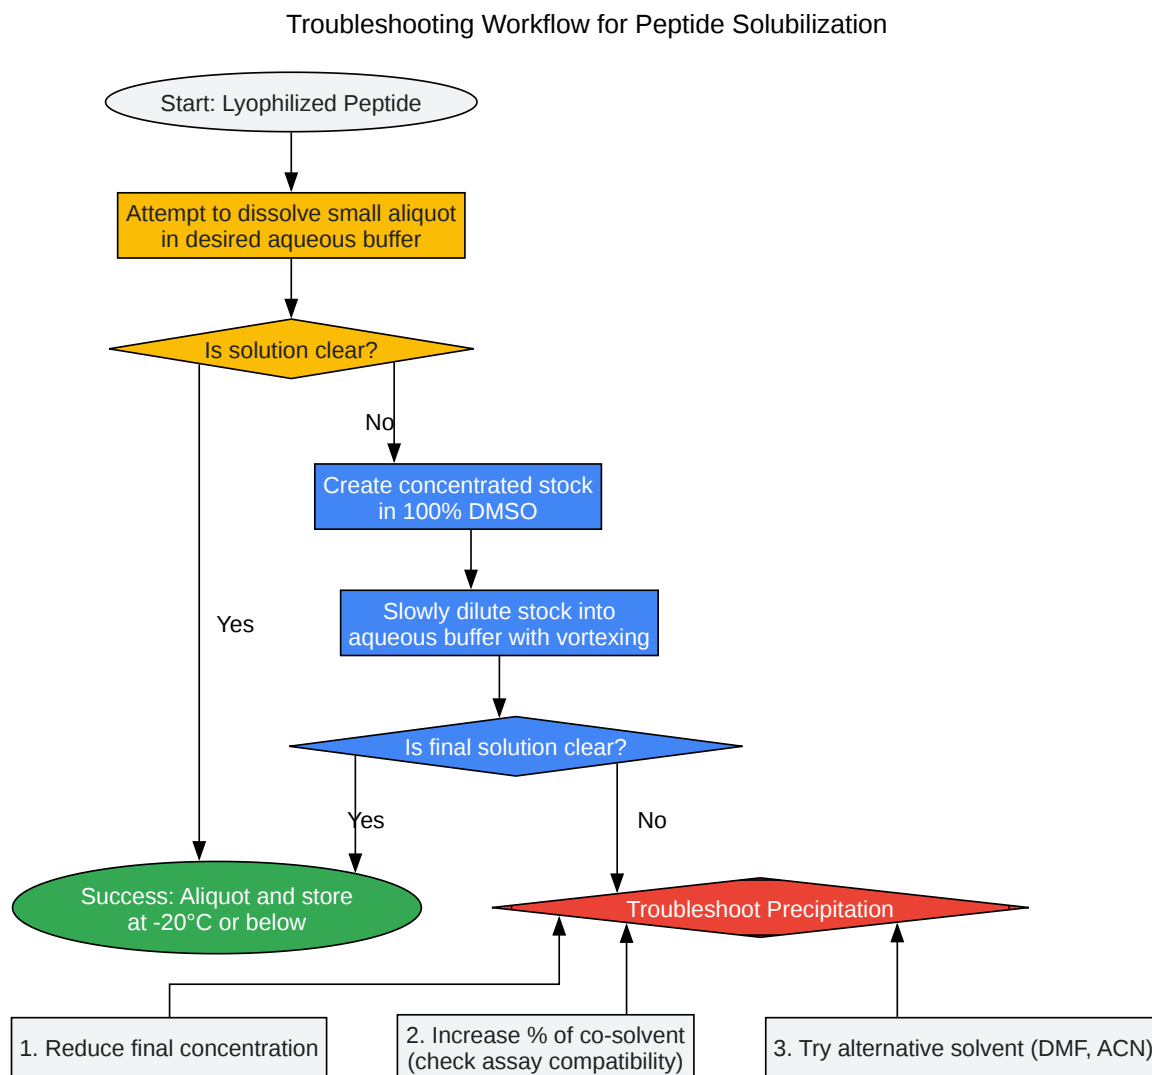 Troubleshooting Workflow for Peptide Solubilization
Start: Lyophilized Peptide
Attempt to dissolve small aliquot
in desired aqueous buffer
Is solution clear?
No
Create concentrated stock
in 100% DMSO
Slowly dilute stock into
aqueous buffer with vortexing
Yes
Is final solution clear?
Yes
No
Success: Aliquot and store
at -20°C or below
Troubleshoot Precipitation
1. Reduce final concentration
2. Increase % of co-solvent
(check assay compatibility)
3. Try alternative solvent (DMF, ACN)